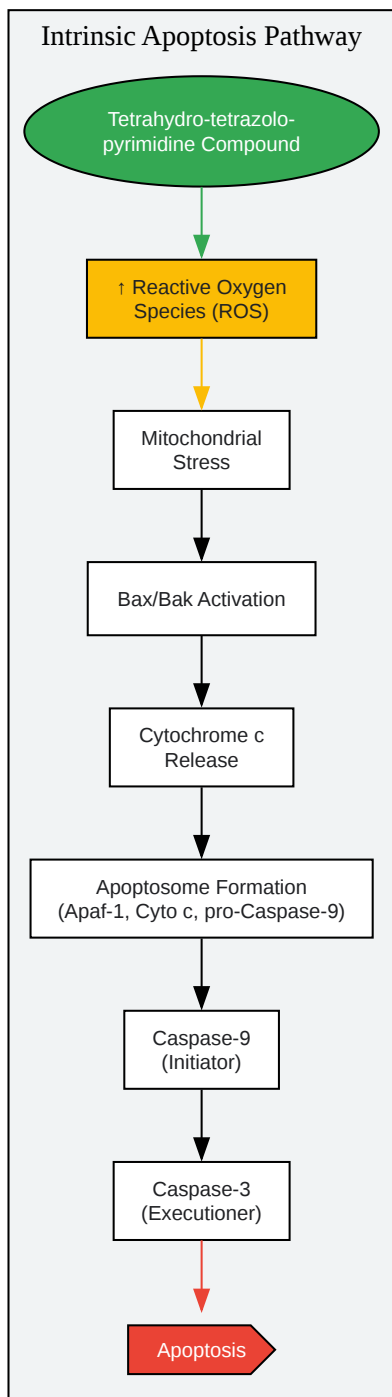 Intrinsic Apoptosis Pathway
Tetrahydro-tetrazolo-
pyrimidine Compound
↑ Reactive Oxygen
Species (ROS)
Mitochondrial
Stress
Bax/Bak Activation
Cytochrome c
Release
Apoptosome Formation
(Apaf-1, Cyto c, pro-Caspase-9)
Caspase-9
(Initiator)
Caspase-3
(Executioner)
Apoptosis